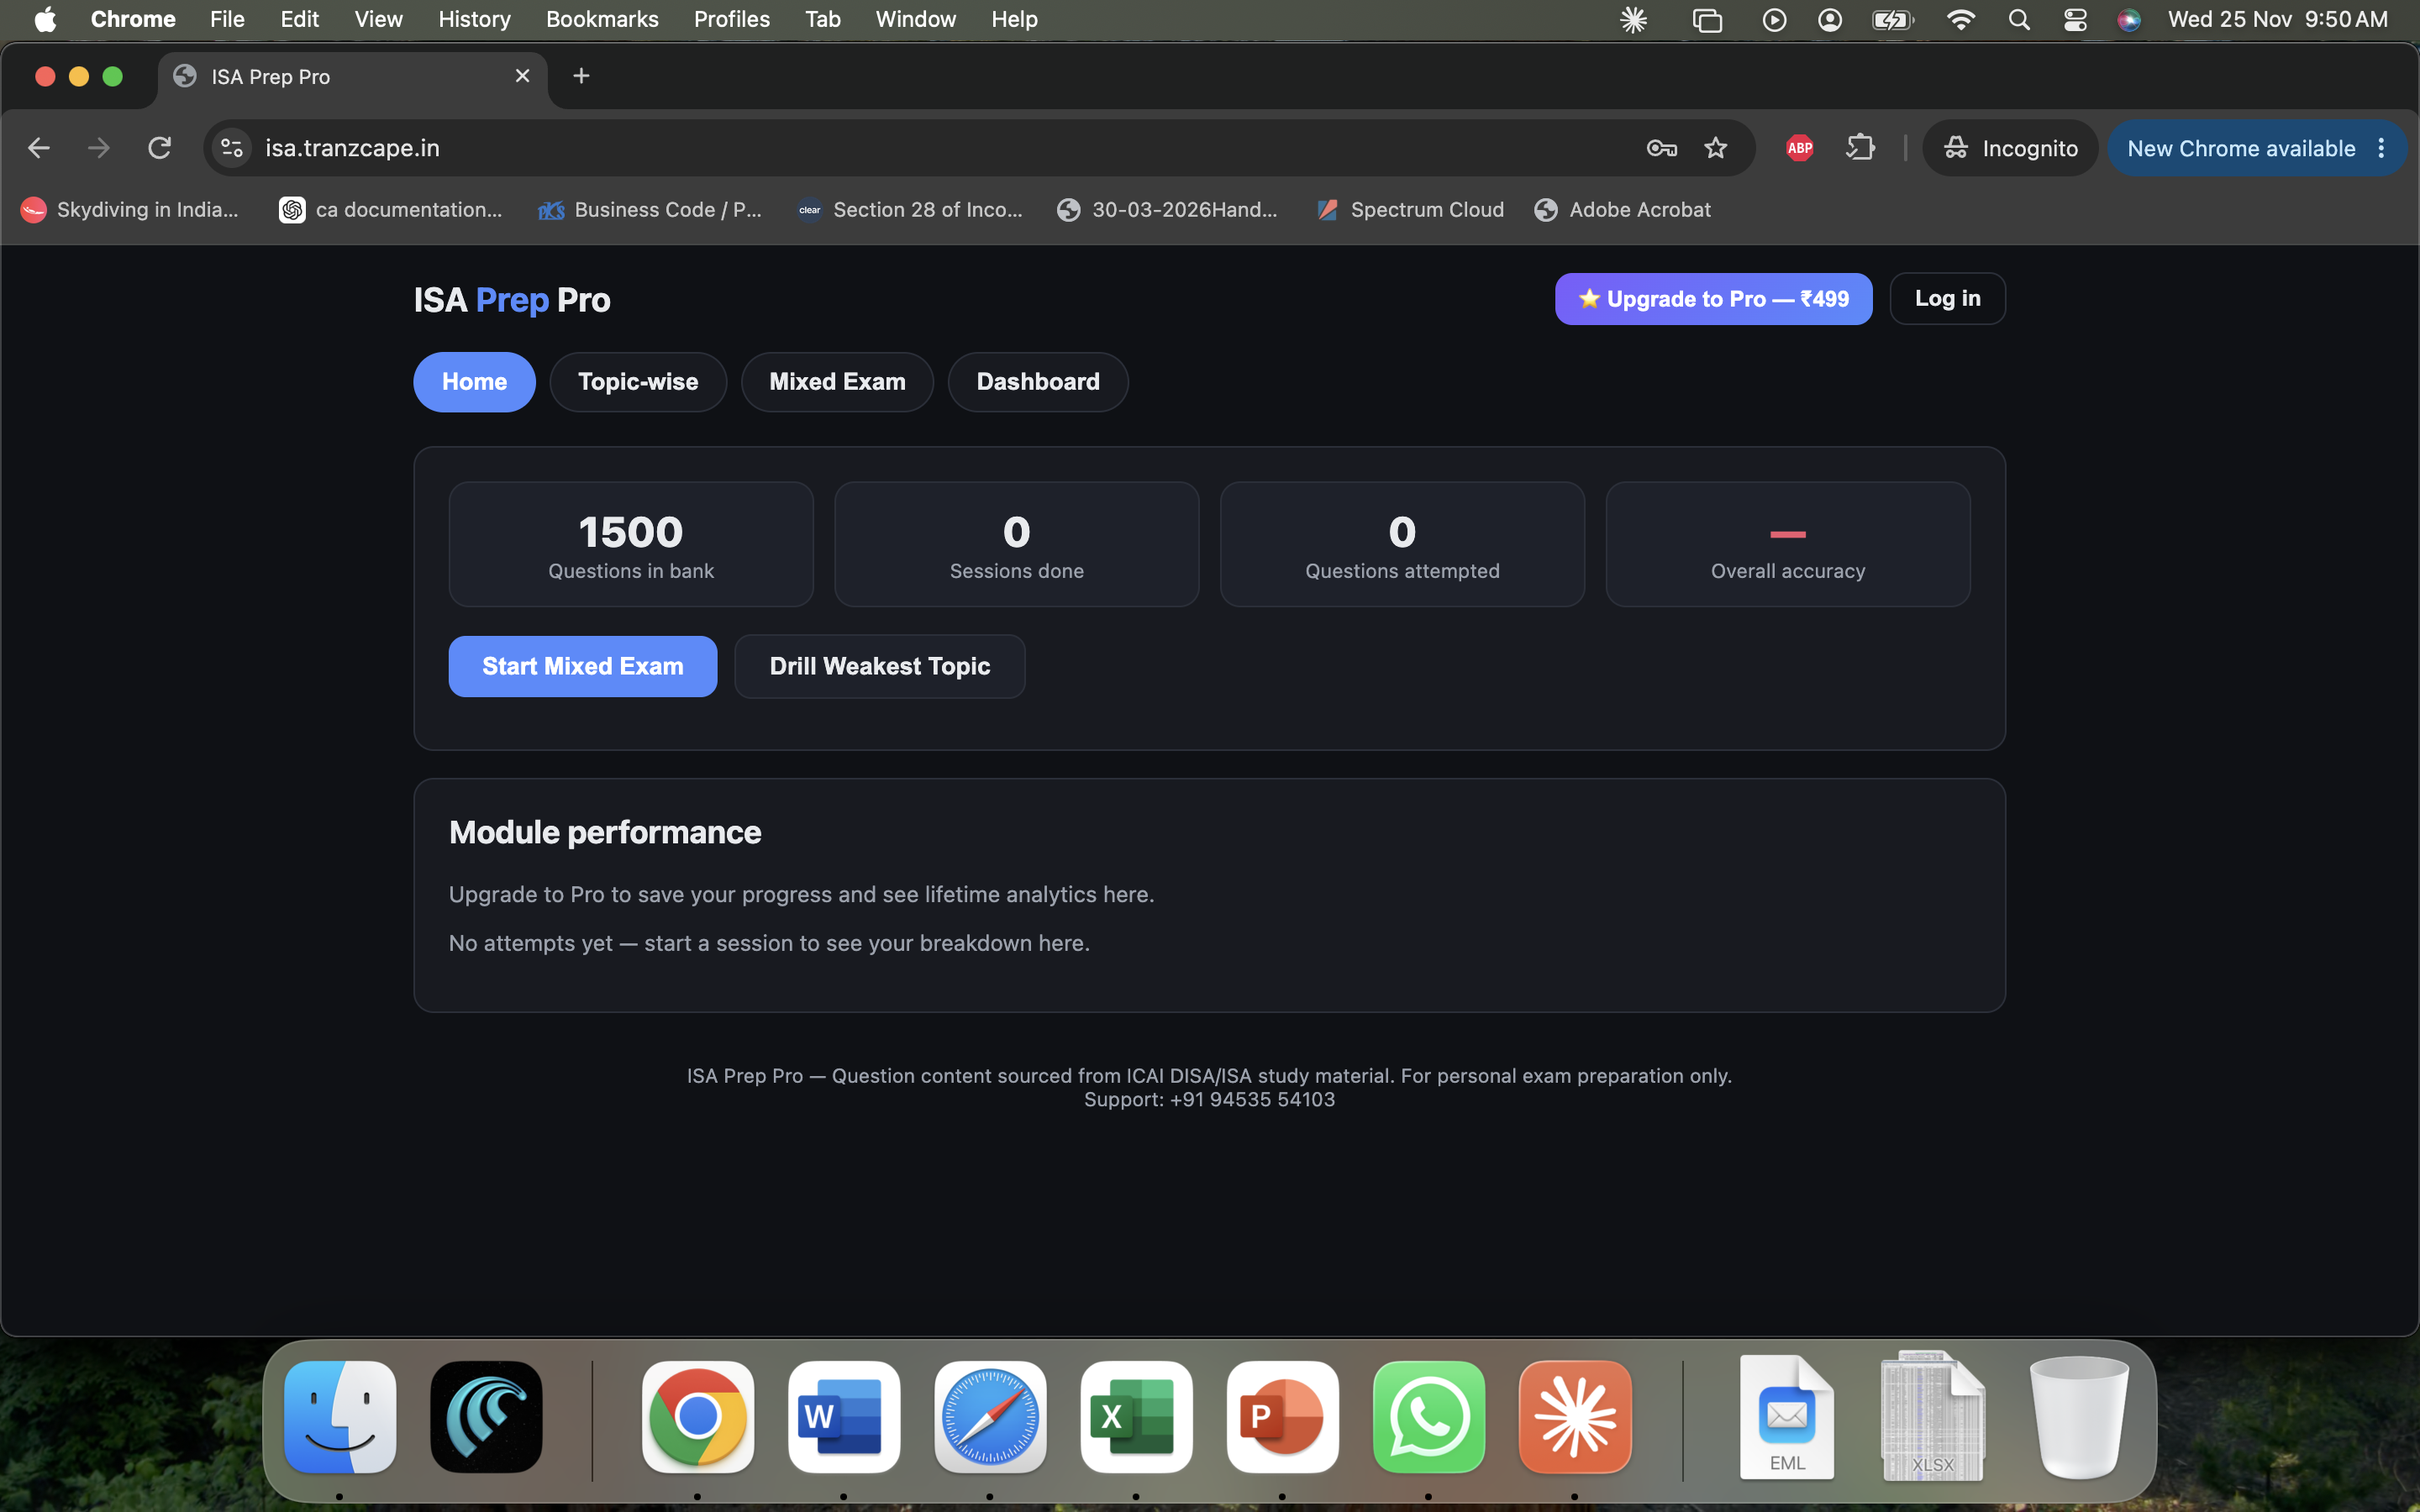 Chrome File Edit View History Bookmarks Profiles Tab Window Help Wed 25 Nov 9:50 AM
ISA Prep Pro
isa.tranzcape.in ABP Incognito New Chrome available
Skydiving in India... ca documentation... pKS Business Code / P... clear Section 28 of Inco... 30-03-2026Hand... Spectrum Cloud Adobe Acrobat
ISA Prep Pro ⭐ Upgrade to Pro — ₹499 Log in
Home Topic-wise Mixed Exam Dashboard
1500 0 0 —
Questions in bank Sessions done Questions attempted Overall accuracy
Start Mixed Exam Drill Weakest Topic
Module performance
Upgrade to Pro to save your progress and see lifetime analytics here.
No attempts yet — start a session to see your breakdown here.
ISA Prep Pro — Question content sourced from ICAI DISA/ISA study material. For personal exam preparation only.
Support: +91 94535 54103
W X P
EML XLSX